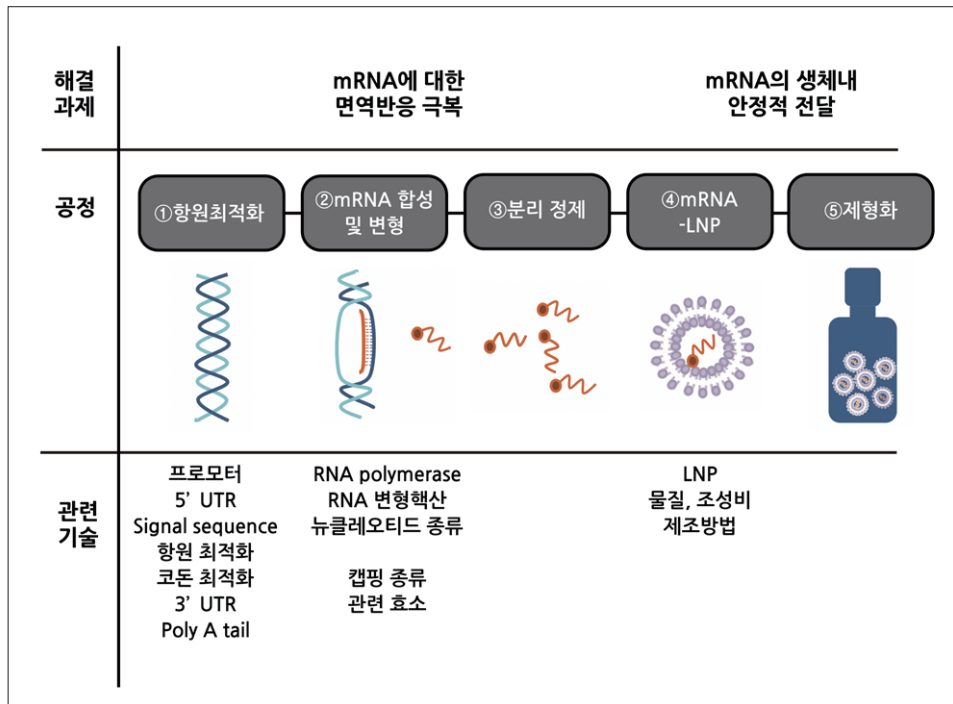 해결
과제
mRNA에 대한
면역반응 극복
mRNA의 생체내
안정적 전달
공정
①항원최적화
②mRNA 합성
및 변형
③분리 정제
④mRNA
-LNP
⑤제형화
관련
기술
프로모터
5’ UTR
Signal sequence
항원 최적화
코돈 최적화
3’ UTR
Poly A tail
RNA polymerase
RNA 변형핵산
뉴클레오티드 종류
캡핑 종류
관련 효소
LNP
물질, 조성비
제조방법